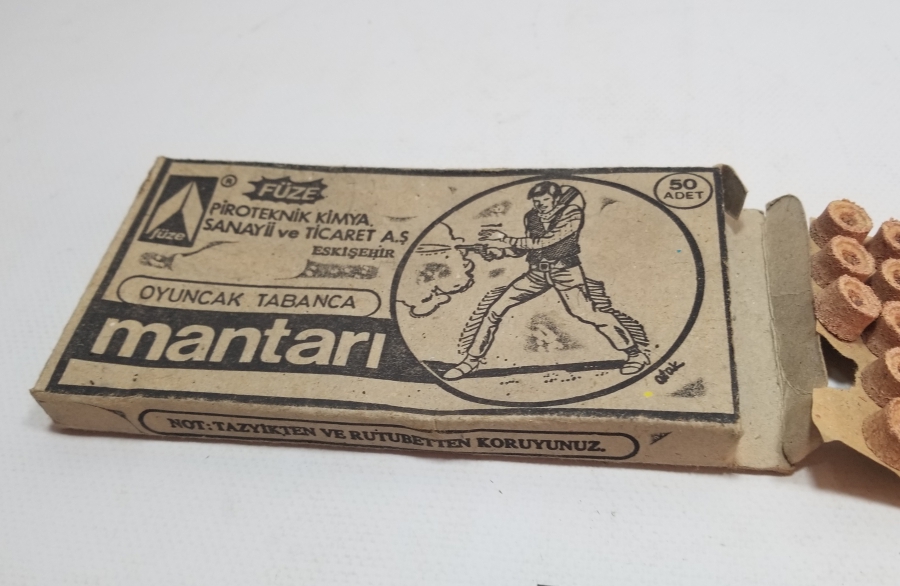 füze
®
FÜZE
PİROTEKNİK KİMYA
SANAYİİ ve TİCARET A.Ş
ESKİŞEHİR
50
ADET
OYUNCAK TABANCA
mantarı
NOT: TAZYİKTEN VE RUTUBETTEN KORUYUNUZ.